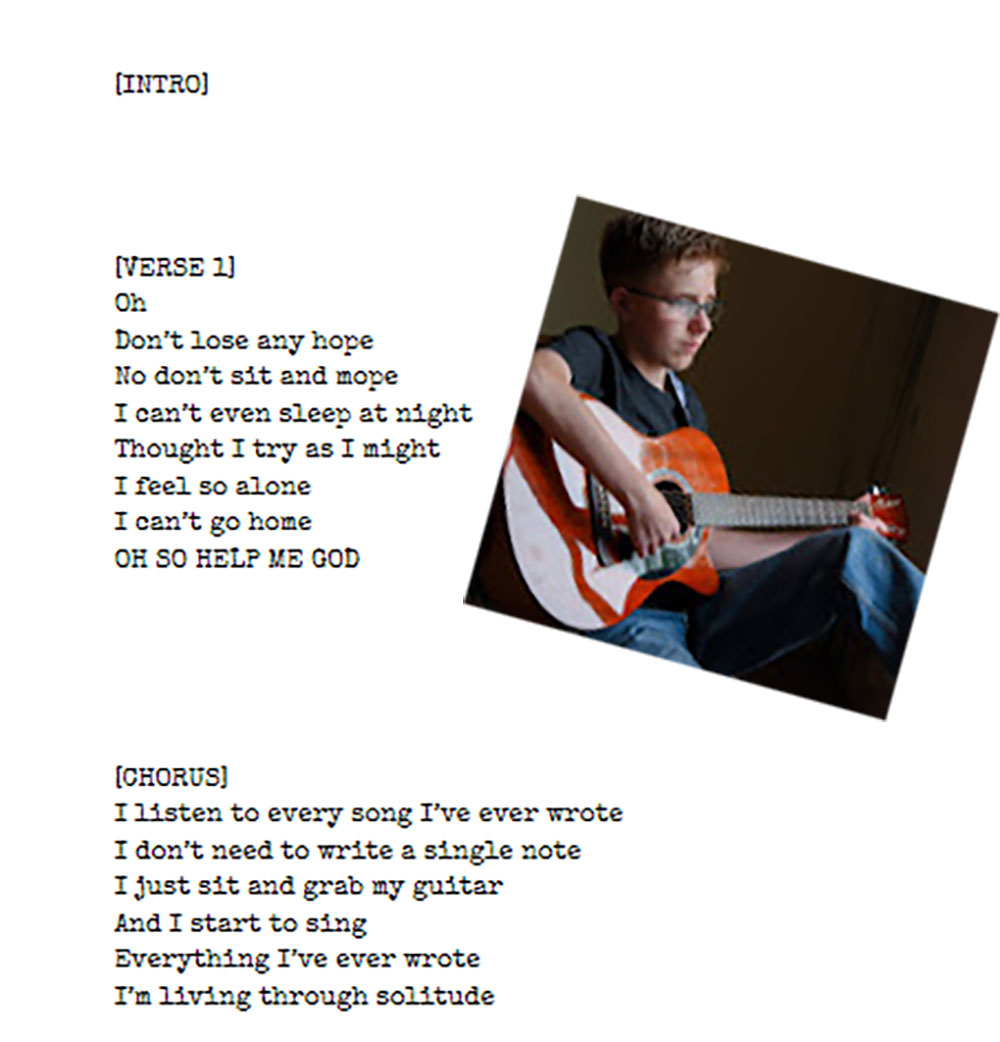 [INTRO]
[VERSE 1]
Oh
Don't lose any hope
No don't sit and mope
I can't even sleep at night
Thought I try as I might
I feel so alone
I can't go home
OH SO HELP ME GOD
[CHORUS]
I listen to every song I've ever wrote
I don't need to write a single note
I just sit and grab my guitar
And I start to sing
Everything I've ever wrote
I'm living through solitude